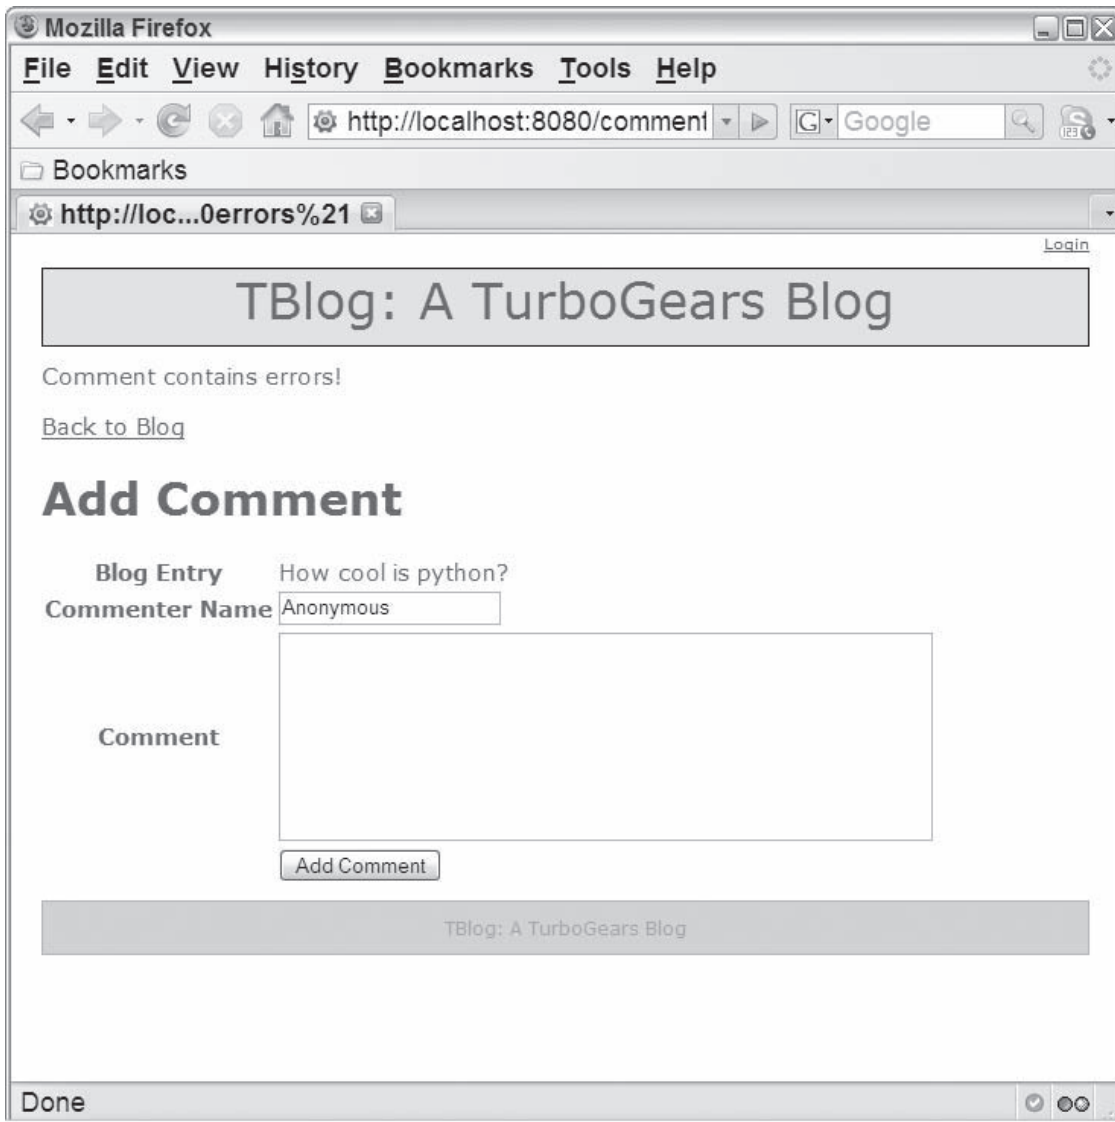 Mozilla Firefox
File Edit View History Bookmarks Tools Help
http://localhost:8080/comment G Google
Bookmarks
http://loc...0errors%21
Login
TBlog: A TurboGears Blog
Comment contains errors!
Back to Blog
Add Comment
Blog Entry How cool is python?
Commenter Name Anonymous
Comment
Add Comment
TBlog: A TurboGears Blog
Done